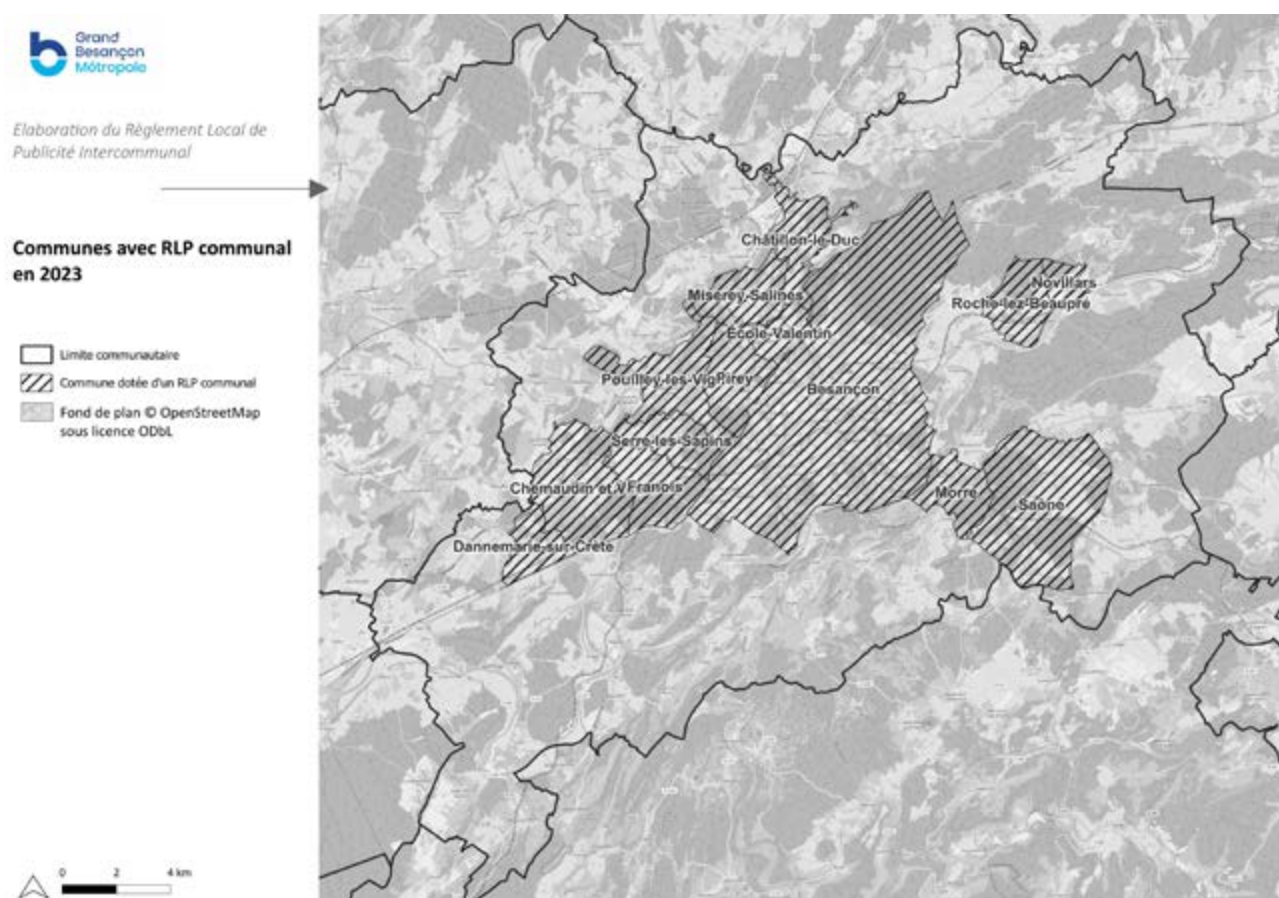 Grand
Besançon
Métropole
Elaboration du Règlement Local de
Publicité Intercommunal
Communes avec RLP communal
en 2023
Limite communautaire
Commune dotée d'un RLP communal
Fond de plan © OpenStreetMap
sous licence ODbL
0 2 4 km
Châtillon-le-Duc
Novillars
Miserey-Salines
Roche-lez-Beaupré
École-Valentin
Pouilley-les-Vig
Pirey
Besançon
Serre-les-Sapins
Chemaudin et V
Franois
Morre
Saône
Dannemarie-sur-Crète